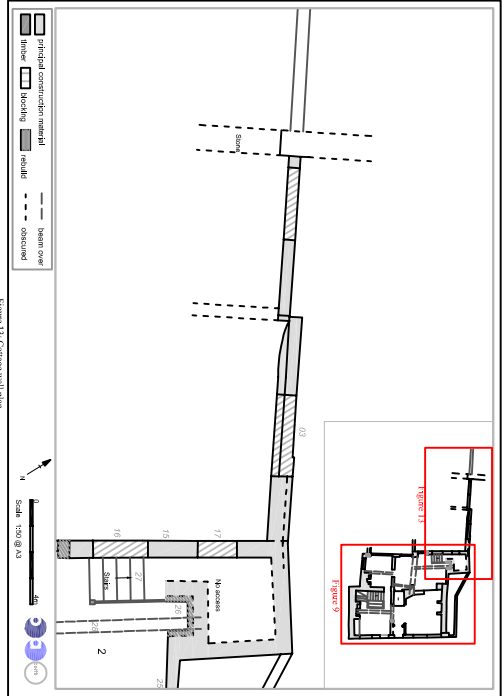 principal construction material
timber
blocking
rebuild
beam over
obscured
Stone
03
16
15
17
No access
Stairs
27
26
28
2
25
N
0
4m
Scale 1:50 @ A3
Figure 13
Figure 9